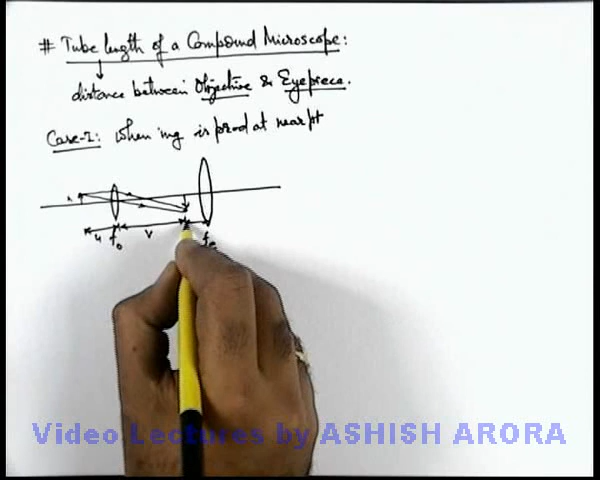 # Tube length of a Compound Microscope:
distance between Objective & Eyepiece.
Case-I: When img is prod at near pt
u fo v fe
Video Lectures by ASHISH ARORA